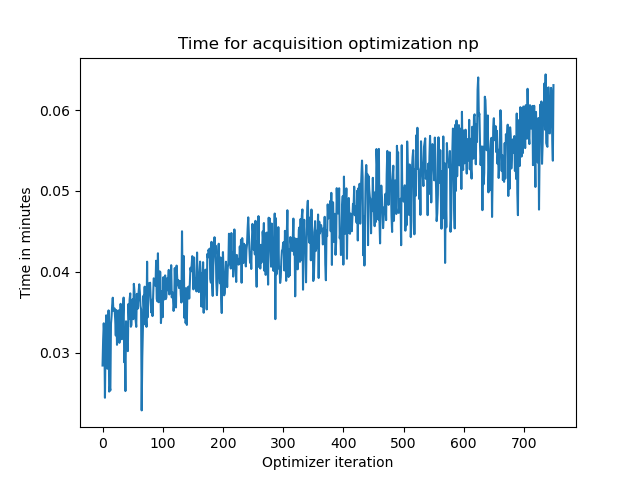 Time for acquisition optimization np
0.06
0.05
0.04
0.03
Time in minutes
0 100 200 300 400 500 600 700
Optimizer iteration